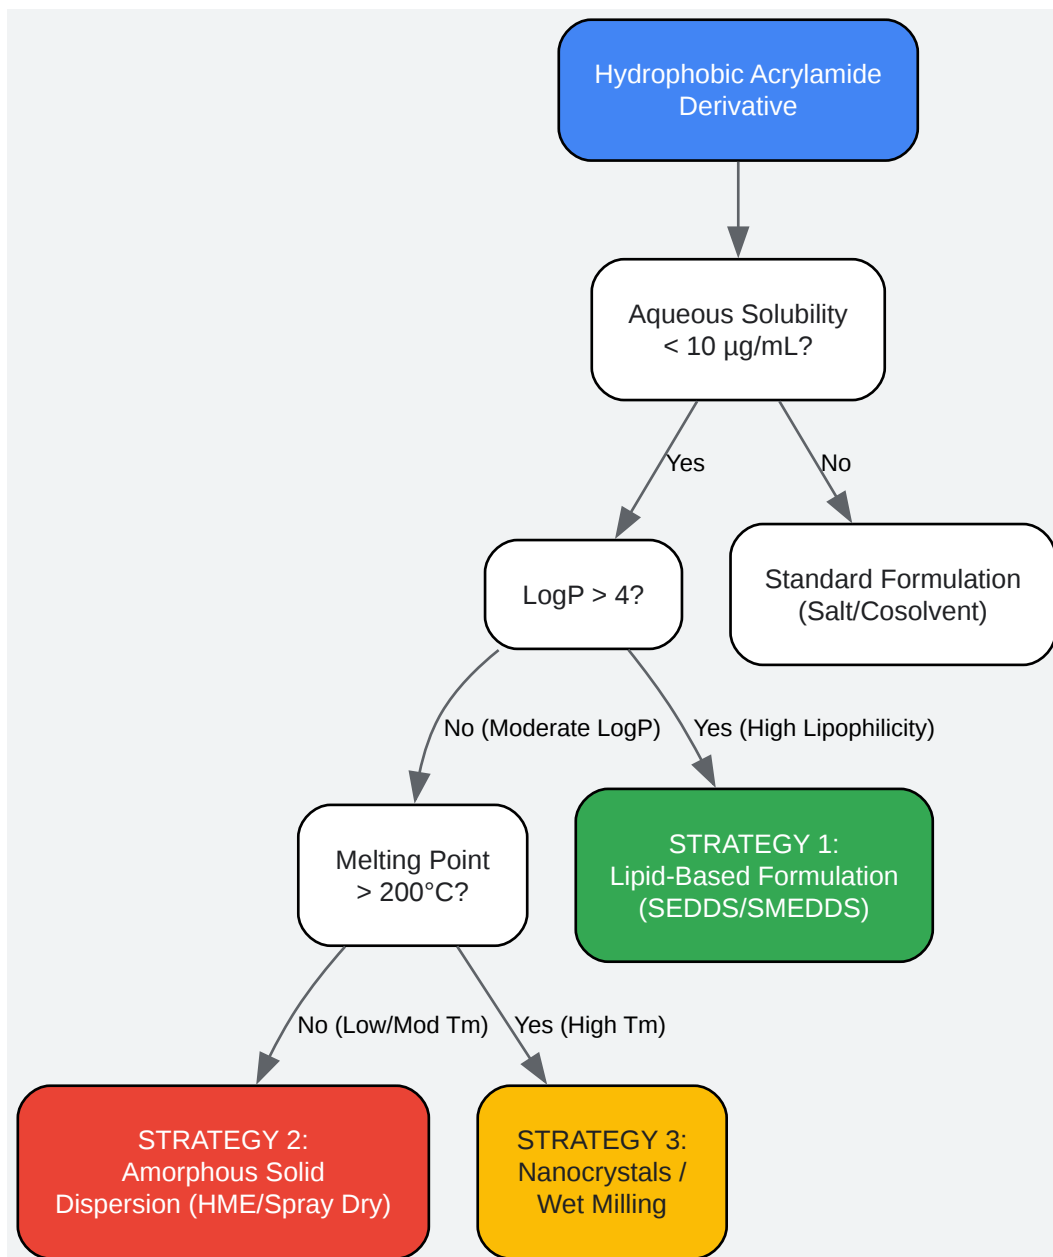 Hydrophobic Acrylamide
Derivative
Aqueous Solubility
< 10 µg/mL?
Yes
No
LogP > 4?
Standard Formulation
(Salt/Cosolvent)
No (Moderate LogP)
Yes (High Lipophilicity)
Melting Point
> 200°C?
STRATEGY 1:
Lipid-Based Formulation
(SEDDS/SMEDDS)
No (Low/Mod Tm)
Yes (High Tm)
STRATEGY 2:
Amorphous Solid
Dispersion (HME/Spray Dry)
STRATEGY 3:
Nanocrystals /
Wet Milling